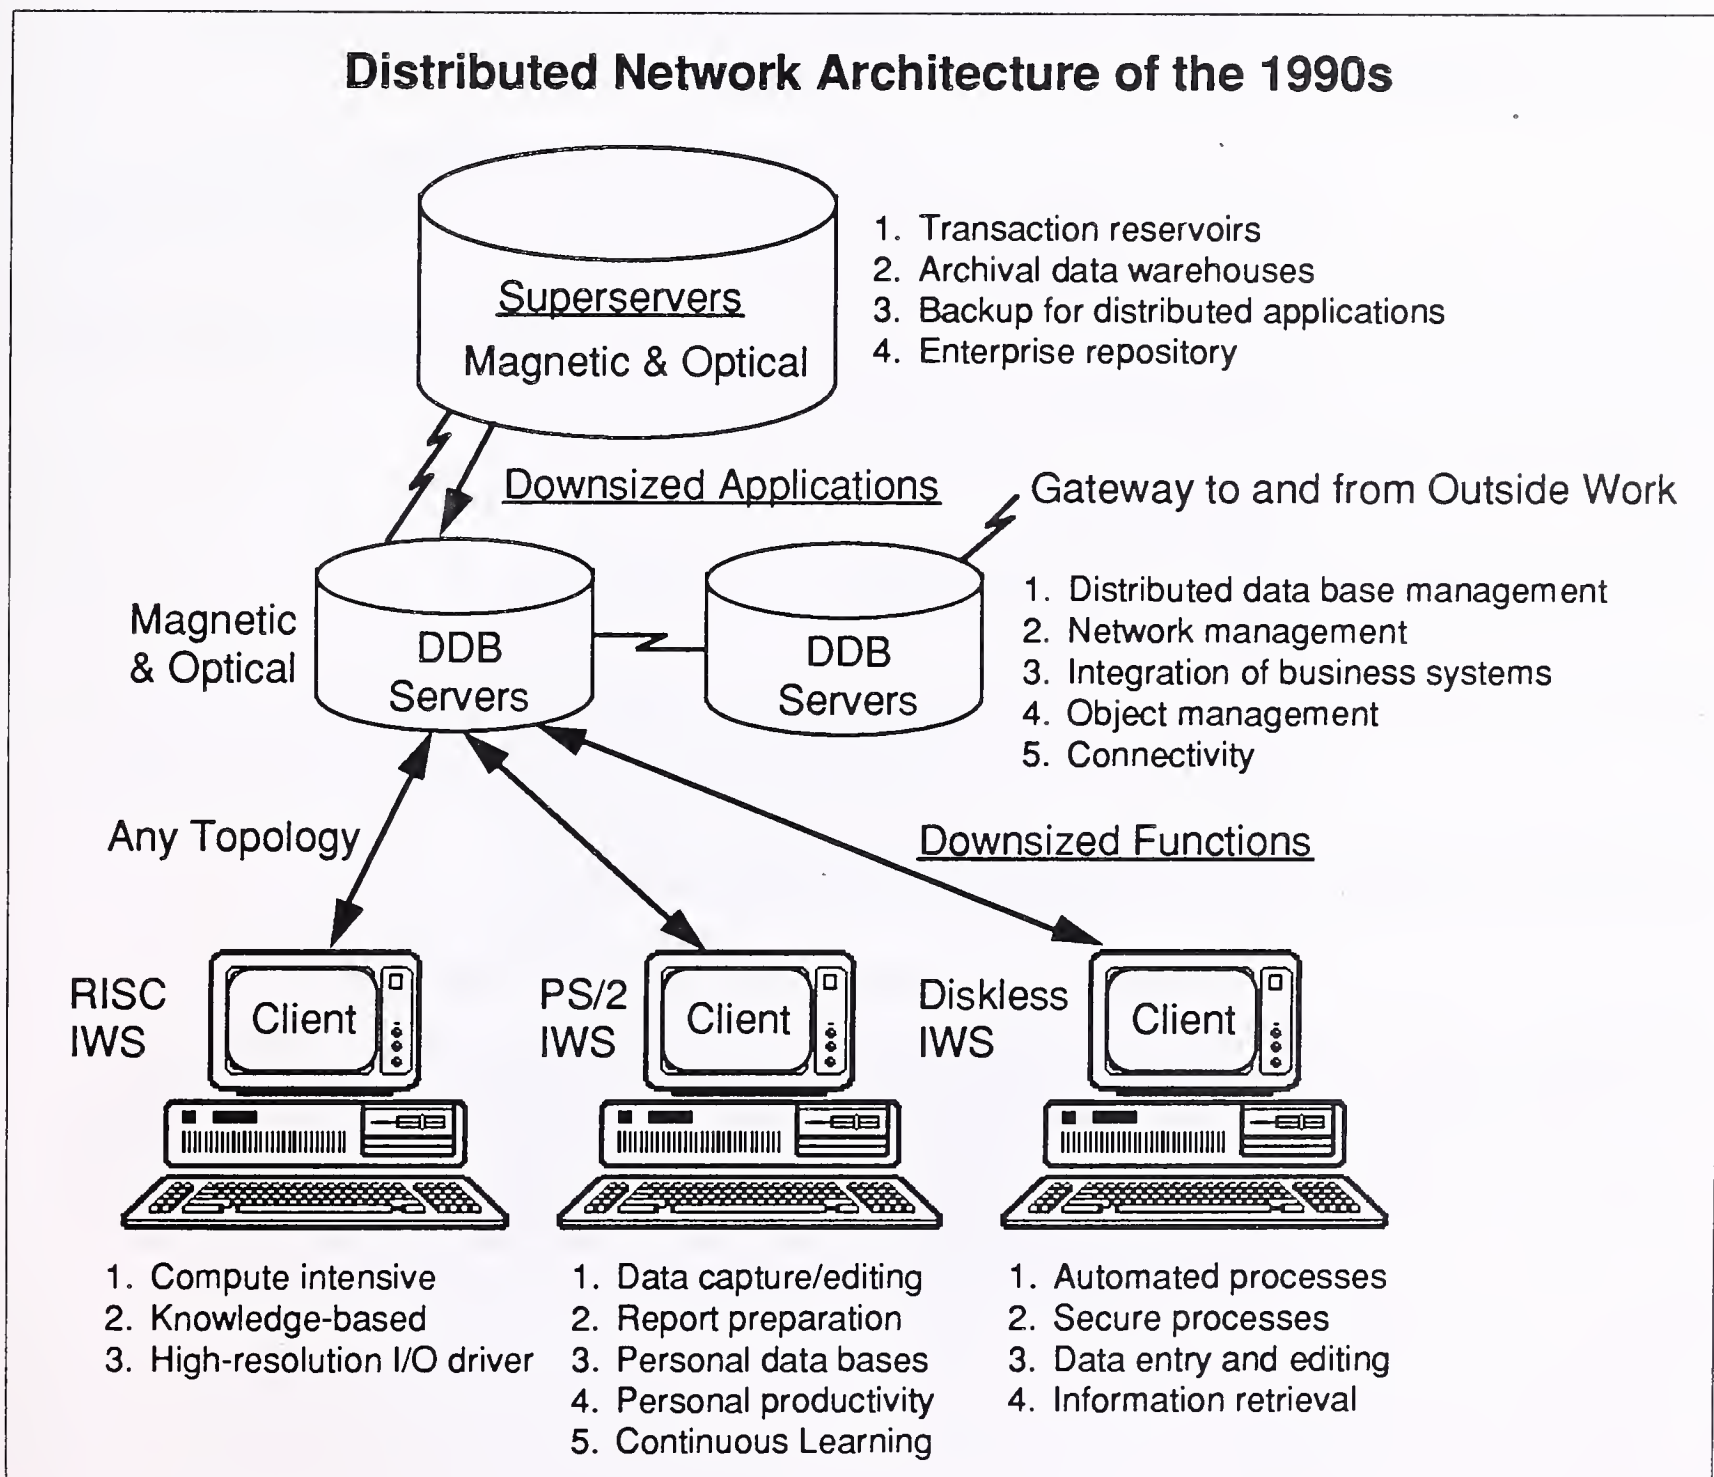 Distributed Network Architecture of the 1990s
Superservers
Magnetic & Optical
1. Transaction reservoirs
2. Archival data warehouses
3. Backup for distributed applications
4. Enterprise repository
Downsized Applications
Gateway to and from Outside Work
Magnetic
& Optical
DDB
Servers
DDB
Servers
1. Distributed data base management
2. Network management
3. Integration of business systems
4. Object management
5. Connectivity
Any Topology
Downsized Functions
RISC
IWS
Client
PS/2
IWS
Client
Diskless
IWS
Client
1. Compute intensive
2. Knowledge-based
3. High-resolution I/O driver
1. Data capture/editing
2. Report preparation
3. Personal data bases
4. Personal productivity
5. Continuous Learning
1. Automated processes
2. Secure processes
3. Data entry and editing
4. Information retrieval